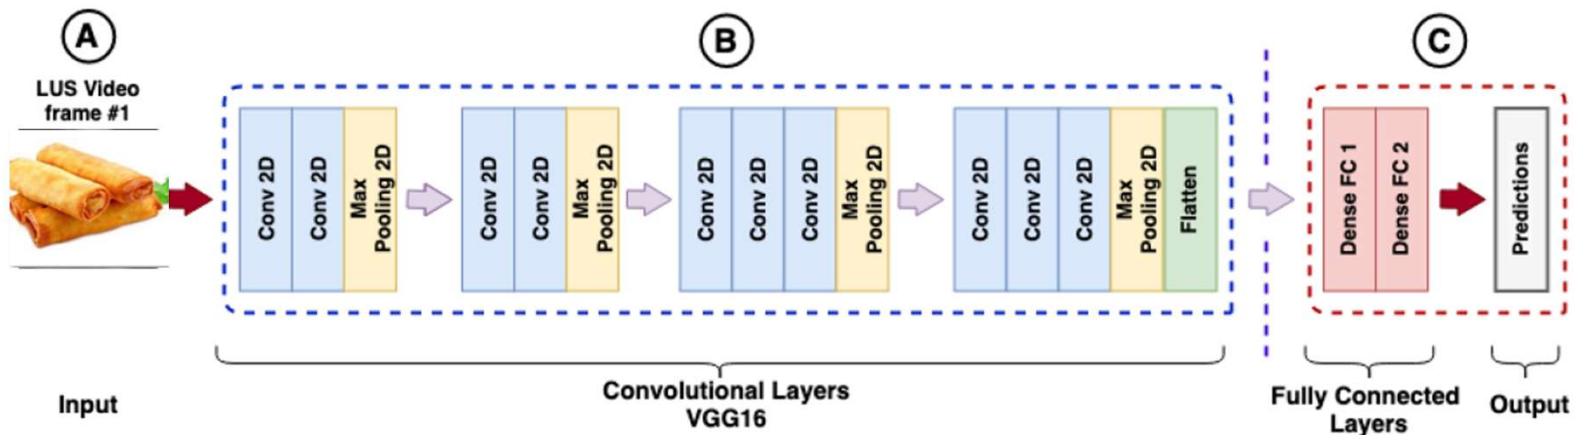 A
B
C
LUS Video
frame #1
Conv 2D
Conv 2D
Max
Pooling 2D
Conv 2D
Conv 2D
Max
Pooling 2D
Conv 2D
Conv 2D
Conv 2D
Max
Pooling 2D
Conv 2D
Conv 2D
Conv 2D
Max
Pooling 2D
Flatten
Dense FC 1
Dense FC 2
Predictions
Input
Convolutional Layers
VGG16
Fully Connected
Layers
Output